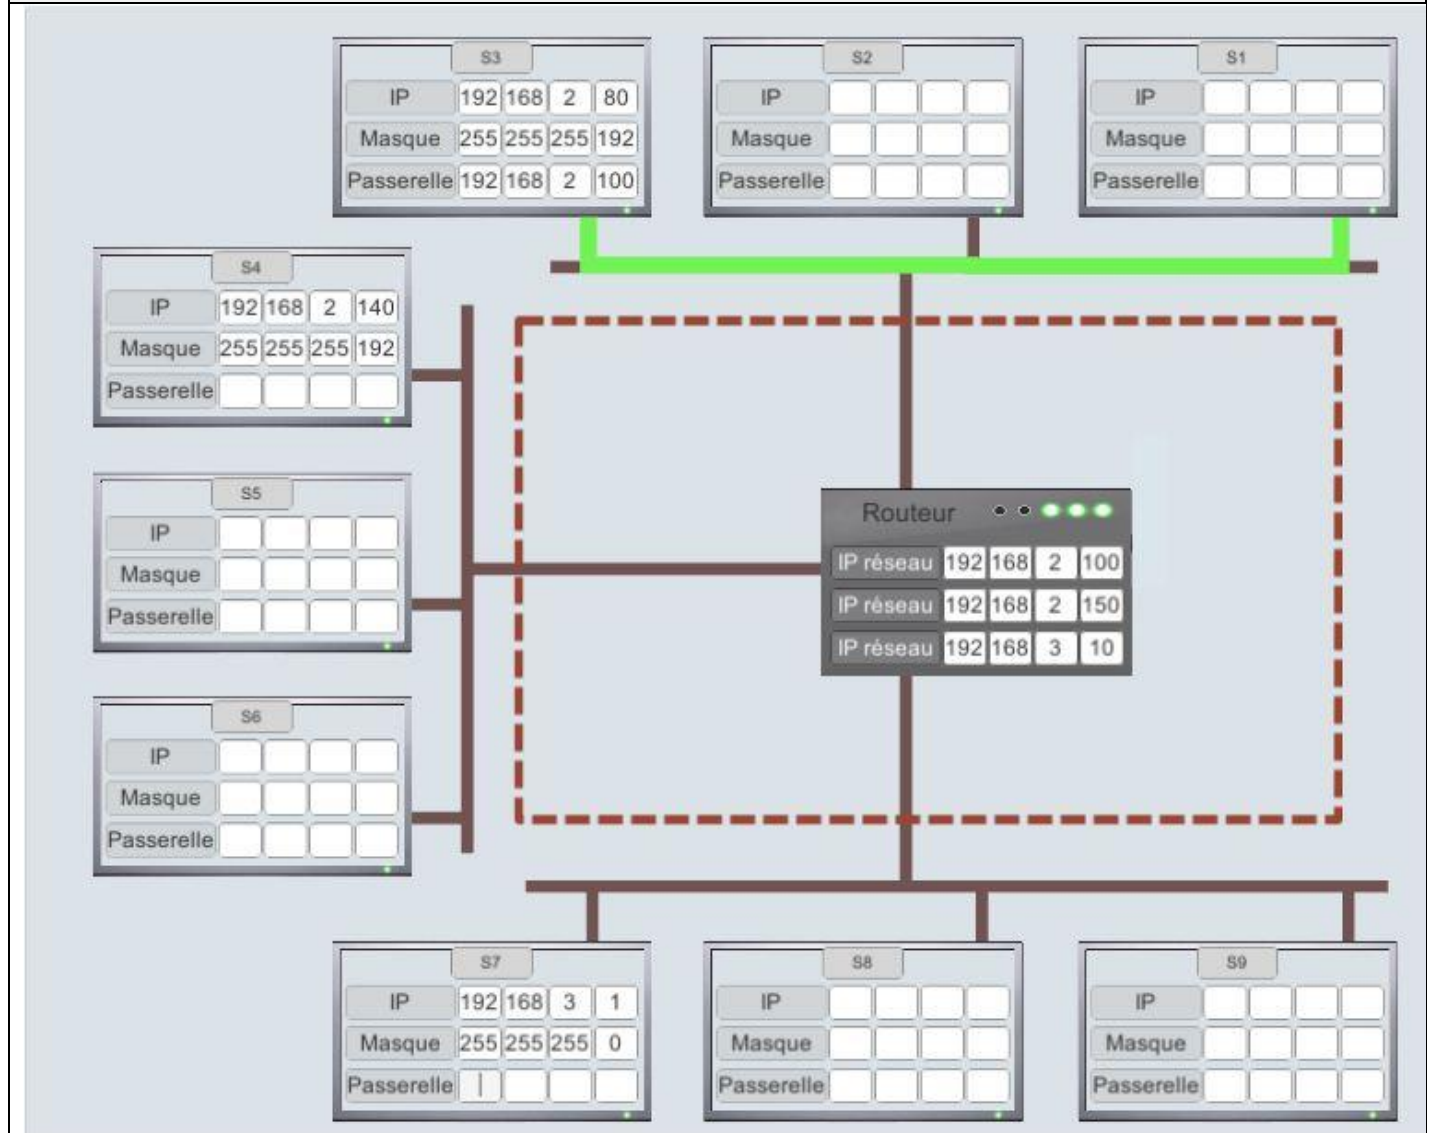 S3
IP 192 168 2 80
Masque 255 255 255 192
Passerelle 192 168 2 100
S2
IP
Masque
Passerelle
S1
IP
Masque
Passerelle
S4
IP 192 168 2 140
Masque 255 255 255 192
Passerelle
S5
IP
Masque
Passerelle
Routeur
IP réseau 192 168 2 100
IP réseau 192 168 2 150
IP réseau 192 168 3 10
S6
IP
Masque
Passerelle
S7
IP 192 168 3 1
Masque 255 255 255 0
Passerelle
S8
IP
Masque
Passerelle
S9
IP
Masque
Passerelle